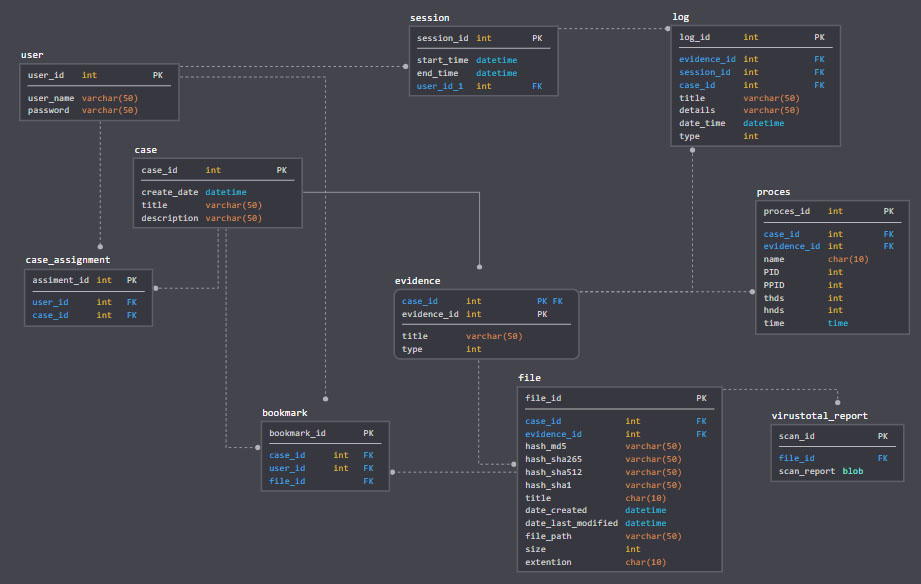 user
user_id int PK
user_name varchar(50)
password varchar(50)
session
session_id int PK
start_time datetime
end_time datetime
user_id_1 int FK
log
log_id int PK
evidence_id int FK
session_id int FK
case_id int FK
title varchar(50)
details varchar(50)
date_time datetime
type int
case
case_id int PK
create_date datetime
title varchar(50)
description varchar(50)
proces
proces_id int PK
case_id int FK
evidence_id int FK
name char(10)
PID int
PPID int
thds int
hnds int
time time
case_assignment
assiment_id int PK
user_id int FK
case_id int FK
evidence
case_id int PK FK
evidence_id int PK
title varchar(50)
type int
file
file_id PK
case_id int FK
evidence_id int FK
hash_md5 varchar(50)
hash_sha265 varchar(50)
hash_sha512 varchar(50)
hash_sha1 varchar(50)
title char(10)
date_created datetime
date_last_modified datetime
file_path varchar(50)
size int
extention char(10)
bookmark
bookmark_id PK
case_id int FK
user_id int FK
file_id FK
virustotal_report
scan_id PK
file_id FK
scan_report blob